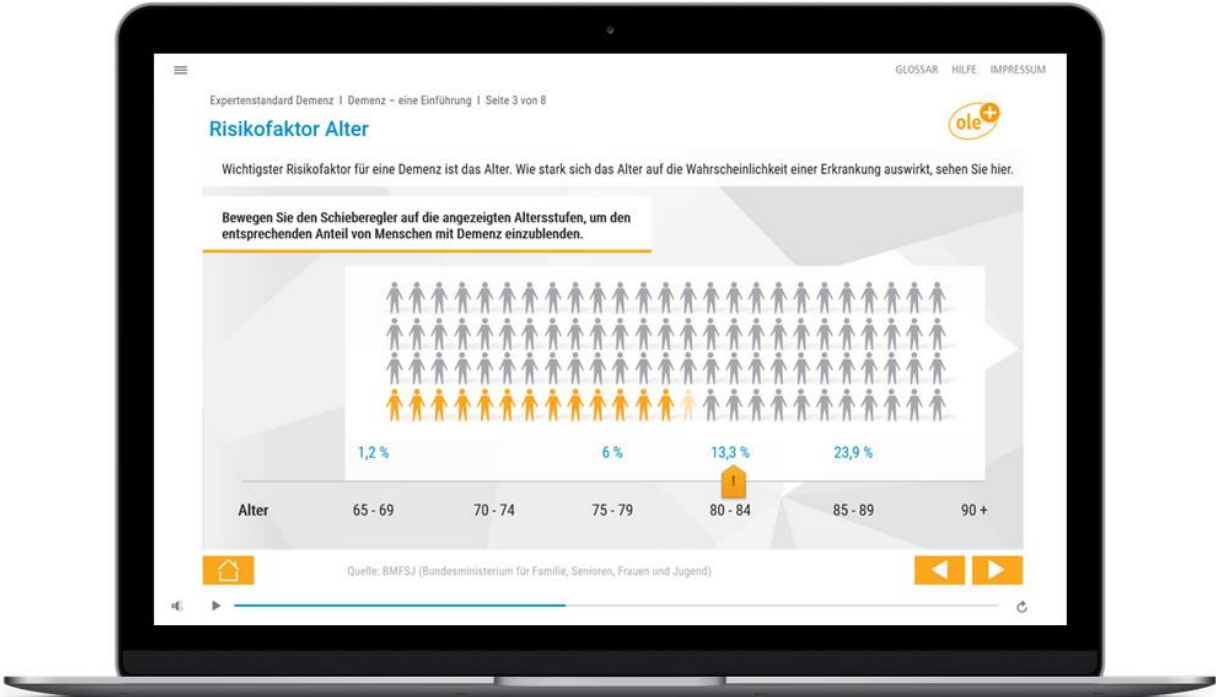 GLOSSAR HILFE IMPRESSUM
Expertenstandard Demenz I Demenz – eine Einführung I Seite 3 von 8
Risikofaktor Alter
ole+
Wichtigster Risikofaktor für eine Demenz ist das Alter. Wie stark sich das Alter auf die Wahrscheinlichkeit einer Erkrankung auswirkt, sehen Sie hier.
Bewegen Sie den Schieberegler auf die angezeigten Altersstufen, um den
entsprechenden Anteil von Menschen mit Demenz einzublenden.
1,2 % 6 % 13,3 % 23,9 %
!
Alter 65 - 69 70 - 74 75 - 79 80 - 84 85 - 89 90 +
Quelle: BMFSJ (Bundesministerium für Familie, Senioren, Frauen und Jugend)